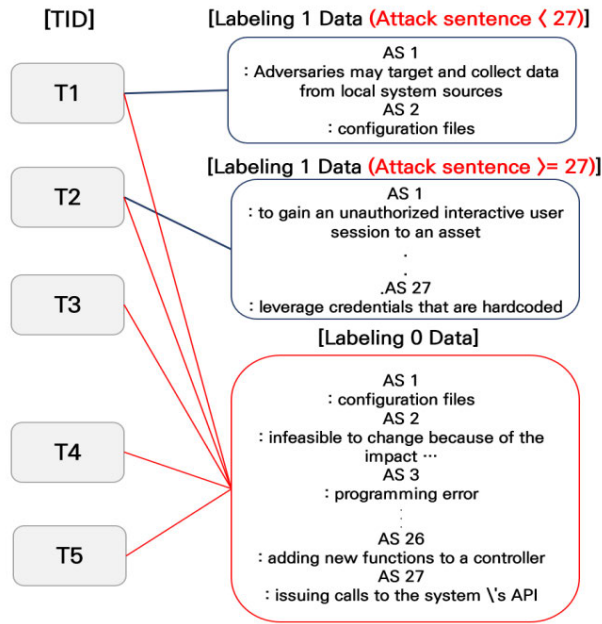 [TID]
[Labeling 1 Data (Attack sentence < 27)]
T1
AS 1
: Adversaries may target and collect data
from local system sources
AS 2
: configuration files
[Labeling 1 Data (Attack sentence >= 27)]
T2
AS 1
: to gain an unauthorized interactive user
session to an asset
.
.
.AS 27
: leverage credentials that are hardcoded
T3
[Labeling 0 Data]
AS 1
: configuration files
AS 2
: infeasible to change because of the
impact ⋯
AS 3
: programming error
⋮
T4
AS 26
: adding new functions to a controller
AS 27
: issuing calls to the system \'s API
T5